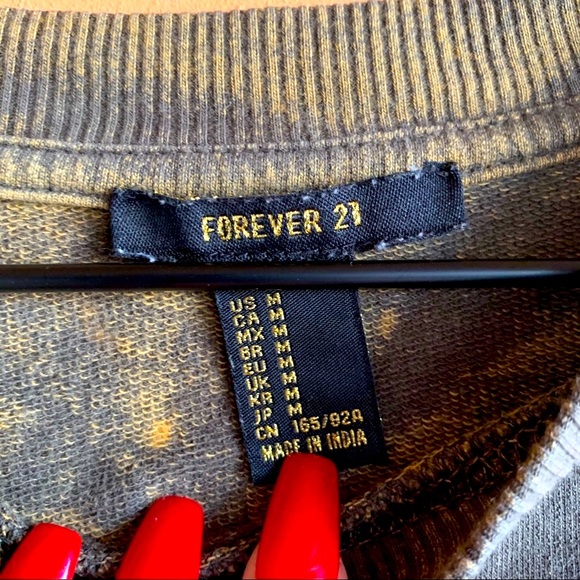 FOREVER 21
US M
CA M
MX M
BR M
EU M
UK M
KR M
JP M
CN 165/92A
MADE IN INDIA